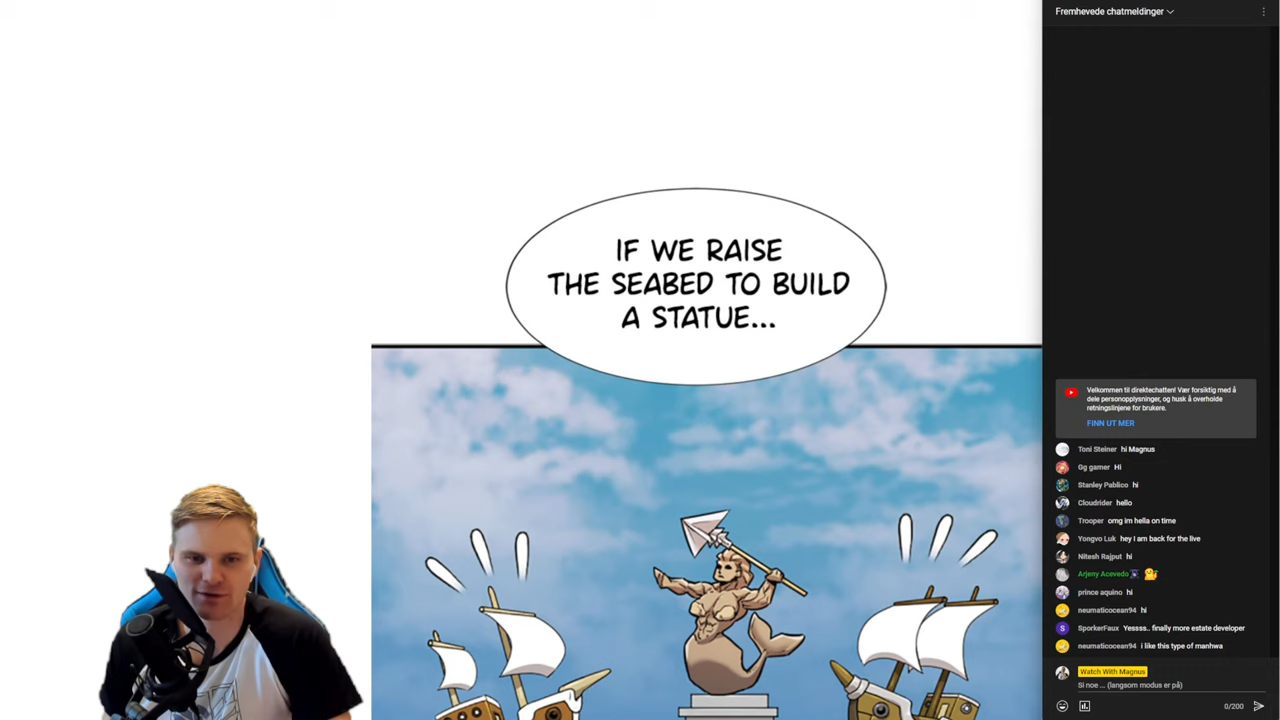 Fremhevede chatmeldinger
IF WE RAISE
THE SEABED TO BUILD
A STATUE...
Velkommen til direktechatten! Vær forsiktig med å
dele personopplysninger, og husk å overholde
retningslinjene for brukere.
FINN UT MER
Toni Steiner hi Magnus
Gg gamer Hi
Stanley Pablico hi
Cloudrider hello
Trooper omg im hella on time
Yongvo Luk hey I am back for the live
Nitesh Rajput hi
Arjeny Acevedo
prince aquino hi
neumaticocean94 hi
S SporkerFaux Yessss.. finally more estate developer
neumaticocean94 i like this type of manhwa
Watch With Magnus
Si noe ... (langsom modus er på)
0/200